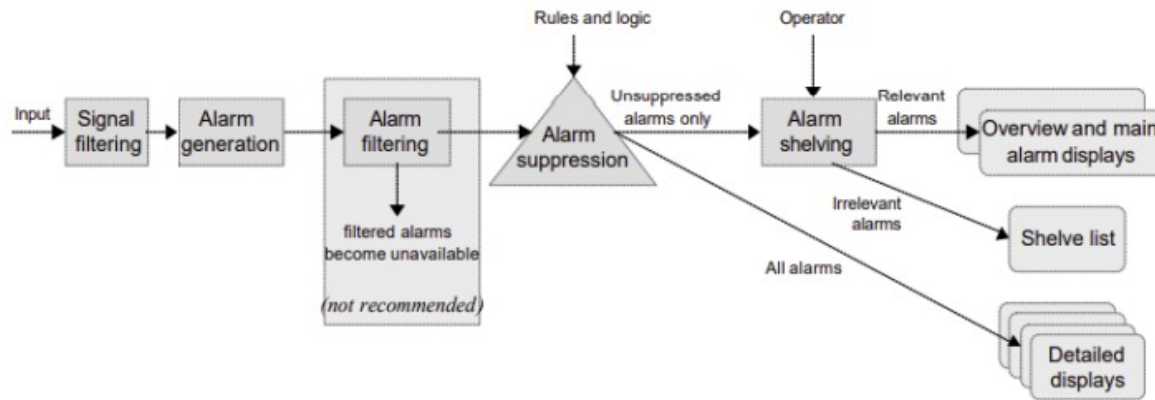 Rules and logic
Operator
Input
Signal
filtering
Alarm
generation
Alarm
filtering
filtered alarms
become unavailable
(not recommended)
Alarm
suppression
Unsuppressed
alarms only
Alarm
shelving
Relevant
alarms
Overview and main
alarm displays
Irrelevant
alarms
Shelve list
All alarms
Detailed
displays